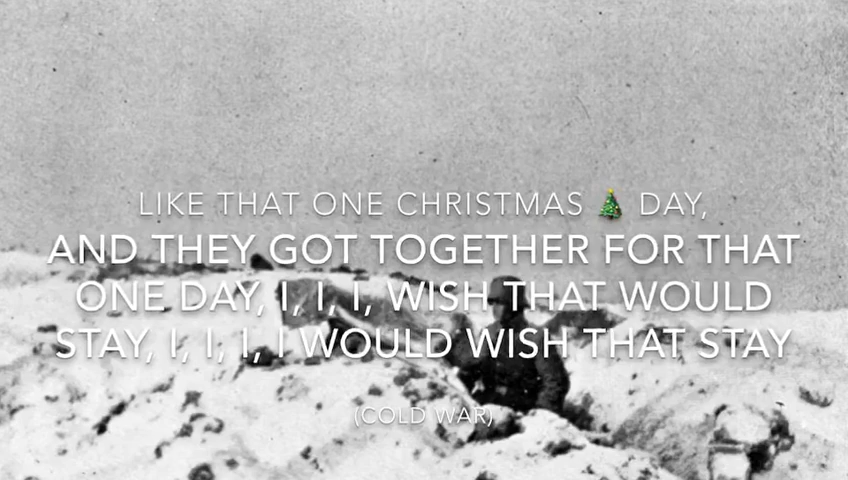 LIKE THAT ONE CHRISTMAS 🎄 DAY,
AND THEY GOT TOGETHER FOR THAT
ONE DAY, I, I, I, WISH THAT WOULD
STAY, I, I, I, I WOULD WISH THAT STAY
(COLD WAR)